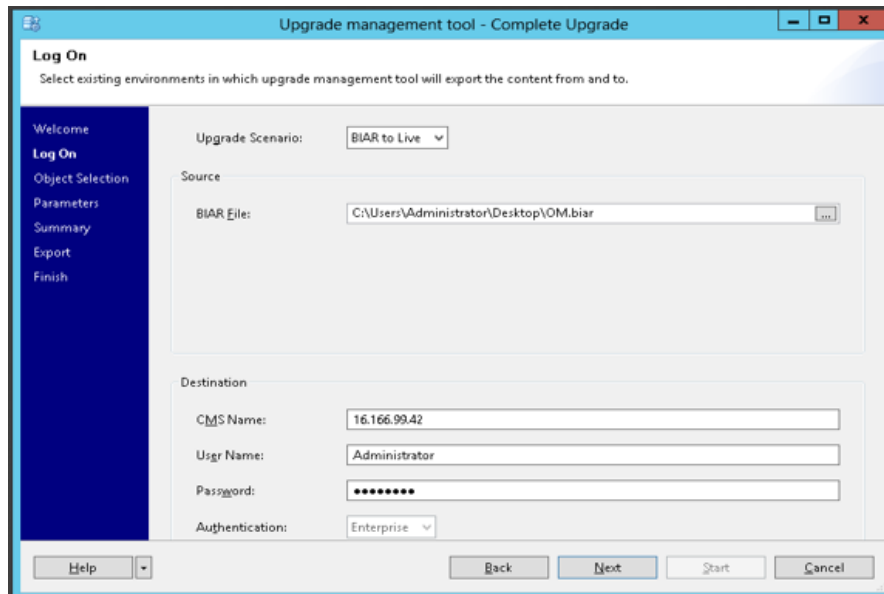 Upgrade management tool - Complete Upgrade
Log On
Select existing environments in which upgrade management tool will export the content from and to.
Welcome
Log On
Object Selection
Parameters
Summary
Export
Finish
Upgrade Scenario: BIAR to Live
Source
BIAR File: C:\Users\Administrator\Desktop\OM.biar ...
Destination
CMS Name: 16.166.99.42
User Name: Administrator
Password: ••••••••
Authentication: Enterprise
Help Back Next Start Cancel